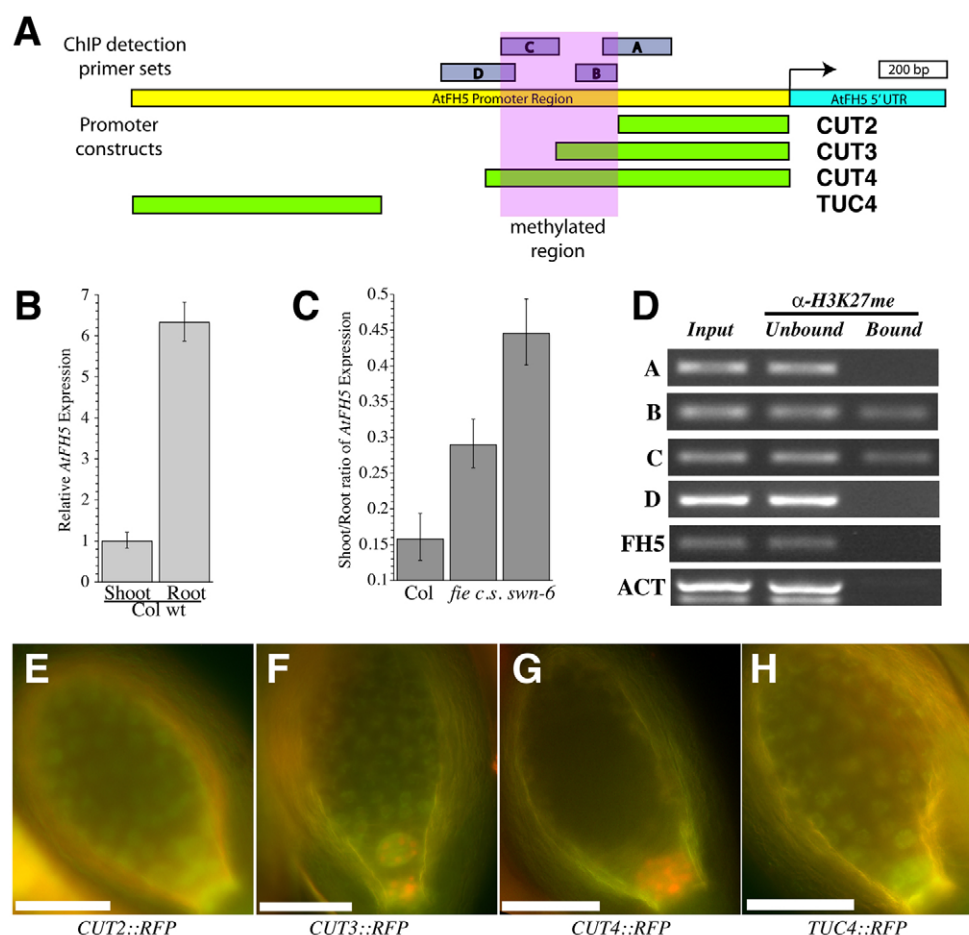 A
ChIP detection
primer sets
C
A
D
B
200 bp
AtFH5 Promoter Region
AtFH5 5' UTR
Promoter
constructs
CUT2
CUT3
CUT4
TUC4
methylated
region
B
Relative AtFH5 Expression
7
6
5
4
3
2
1
0
Shoot Root
Col wt
C
Shoot/Root ratio of AtFH5 Expression
0.5
0.45
0.4
0.35
0.3
0.25
0.2
0.15
0.1
Col fie c.s. swn-6
D
α-H3K27me
Input Unbound Bound
A
B
C
D
FH5
ACT
E
F
G
H
CUT2::RFP
CUT3::RFP
CUT4::RFP
TUC4::RFP